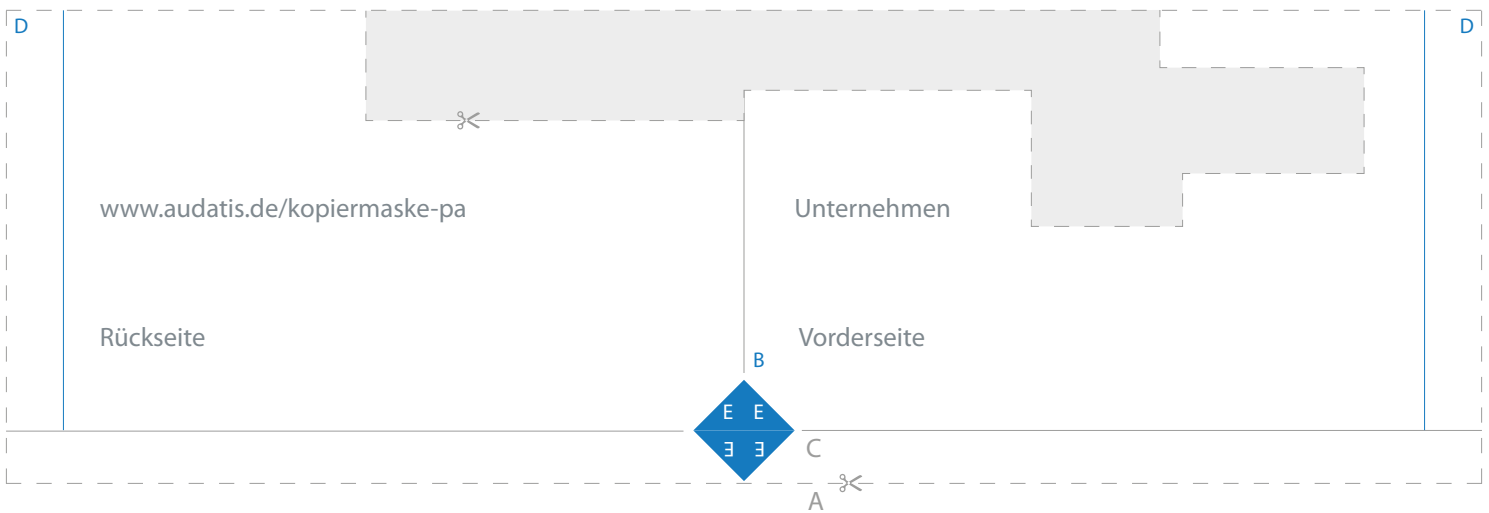 D
D
www.audatis.de/kopiermaske-pa
Unternehmen
Rückseite
Vorderseite
B
E E
E E
C
A